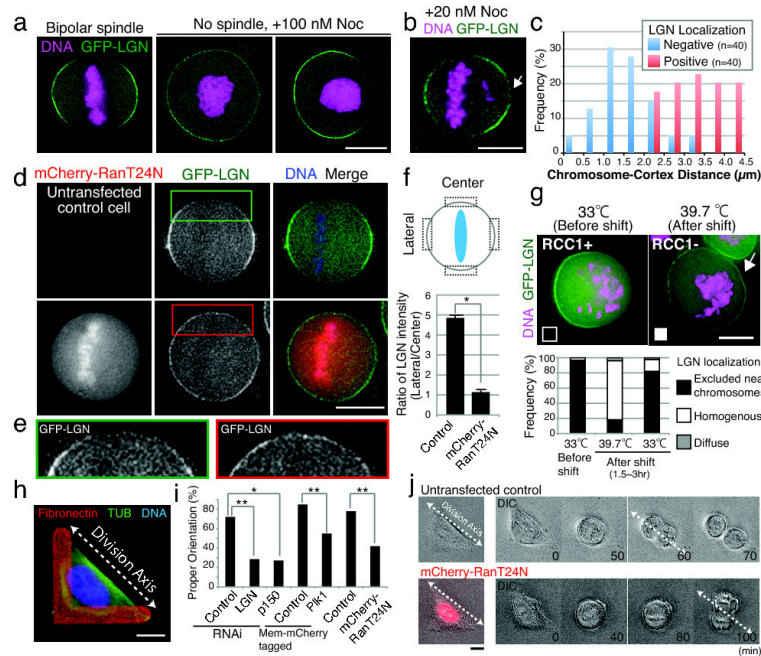 a
Bipolar spindle
No spindle, +100 nM Noc
DNA GFP-LGN
b
+20 nM Noc
DNA GFP-LGN
c
LGN Localization
Negative (n=40)
Positive (n=40)
Frequency (%)
30
20
10
0
0.2 0.5 1.0 1.5 2.0 2.5 3.0 3.5 4.0 4.5
Chromosome-Cortex Distance (µm)
d
mCherry-RanT24N
GFP-LGN
DNA Merge
Untransfected
control cell
e
GFP-LGN
GFP-LGN
f
Center
Lateral
Ratio of LGN intensity
(Lateral/Center)
6
5
4
3
2
1
0
*
Control
mCherry-
RanT24N
g
33℃
(Before shift)
39.7℃
(After shift)
DNA GFP-LGN
RCC1+
RCC1-
Frequency (%)
100
80
60
40
20
0
33℃
Before
shift
39.7℃ 33℃
After shift
(1.5~3hr)
LGN localization
Excluded nea
chromosomes
Homogenous
Diffuse
h
Fibronectin TUB DNA
Division Axis
i
Proper Orientation (%)
80
60
40
20
0
** * ** **
Control
LGN
p150
Control
Plk1
Control
mCherry-
RanT24N
RNAi
Mem-mCherry
tagged
j
Untransfected control
Division Axis
DIC
0
50
60
70
mCherry-RanT24N
DIC
0
40
80
100
(min)